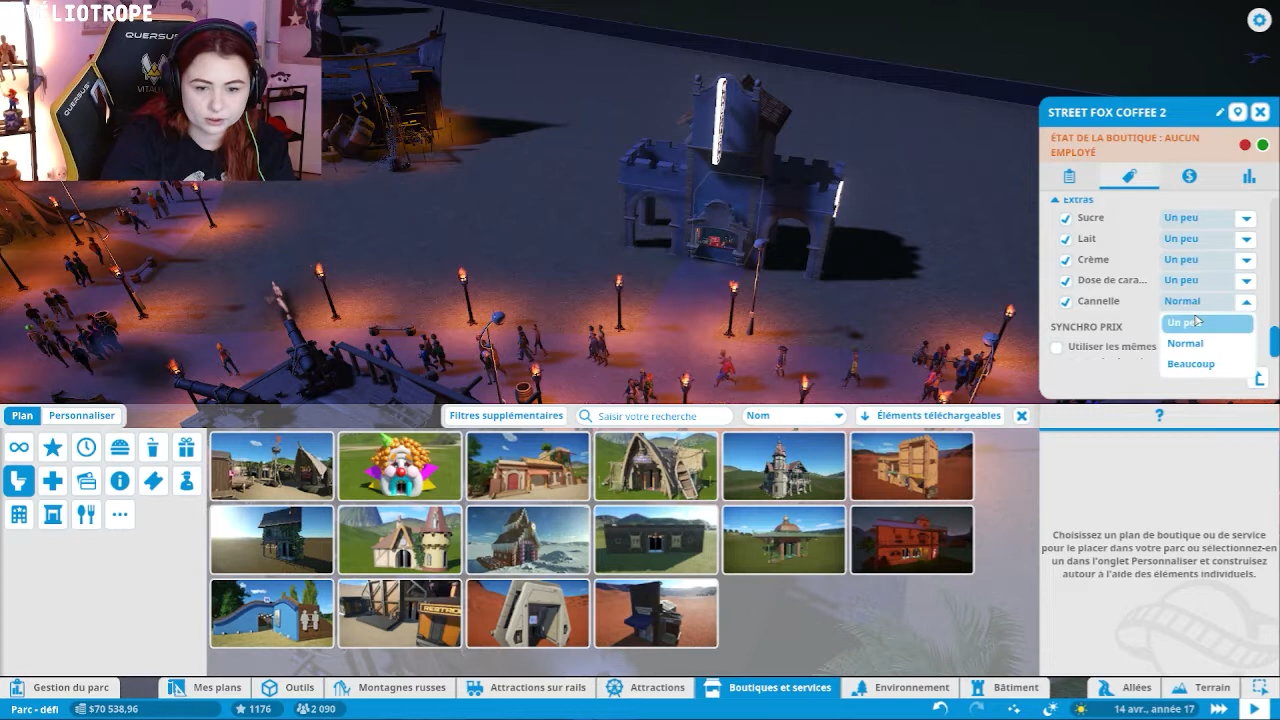 ÉLIOTROPE
QUERSUS
QUERSUS
STREET FOX COFFEE 2
ÉTAT DE LA BOUTIQUE : AUCUN
EMPLOYÉ
Extras
Sucre Un peu
Lait Un peu
Crème Un peu
Dose de cara... Un peu
Cannelle Normal
Un peu
SYNCHRO PRIX
Normal
Utiliser les mêmes
Beaucoup
Plan Personnaliser Filtres supplémentaires Saisir votre recherche Nom Éléments téléchargeables ?
Choisissez un plan de boutique ou de service
pour le placer dans votre parc ou sélectionnez-en
un dans l'onglet Personnaliser et construisez
autour à l'aide des éléments individuels.
Gestion du parc Mes plans Outils Montagnes russes Attractions sur rails Attractions Boutiques et services Environnement Bâtiment Allées Terrain
Parc - défi $70 538,96 1176 2 090 14 avr., année 17